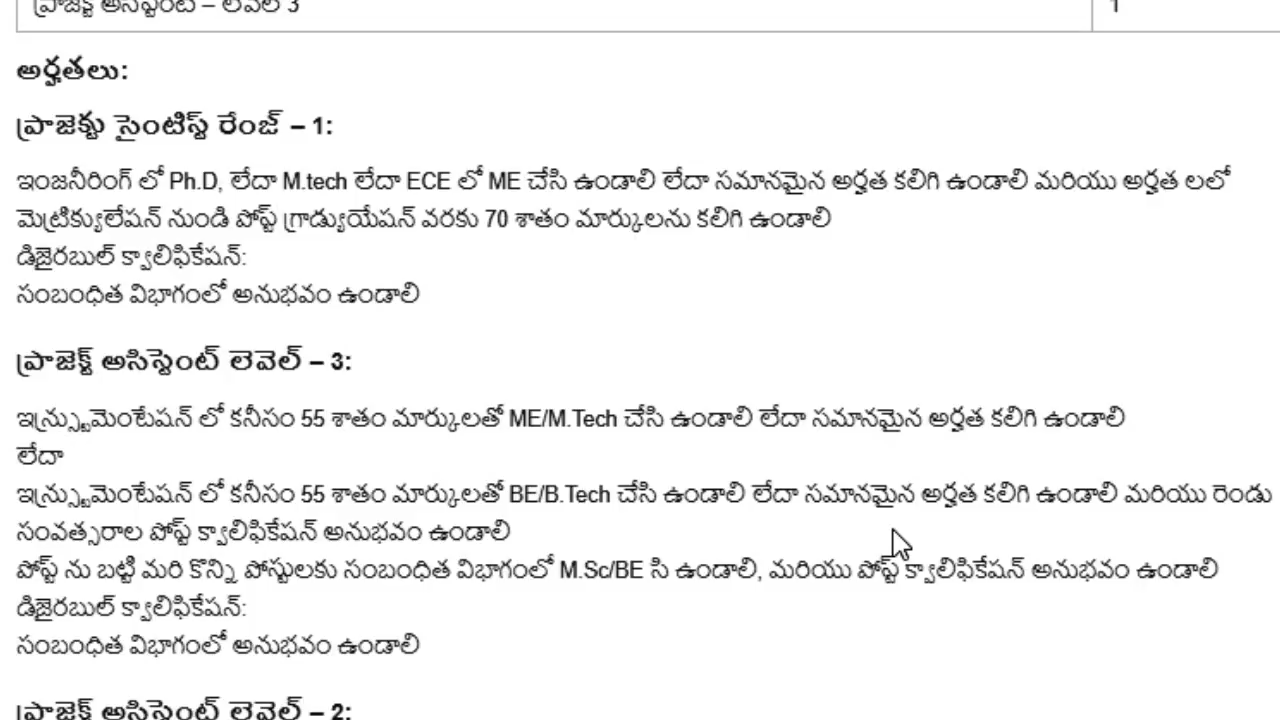 ప్రాజెక్ట్ అసిస్టెంట్ – లెవెల్ 3
1
అర్హతలు:
ప్రాజెక్టు సైంటిస్ట్ రేంజ్ – 1:
ఇంజనీరింగ్ లో Ph.D, లేదా M.tech లేదా ECE లో ME చేసి ఉండాలి లేదా సమానమైన అర్హత కలిగి ఉండాలి మరియు అర్హత లలో
మెట్రిక్యులేషన్ నుండి పోస్ట్ గ్రాడ్యుయేషన్ వరకు 70 శాతం మార్కులను కలిగి ఉండాలి
డిజైరబుల్ క్వాలిఫికేషన్:
సంబంధిత విభాగంలో అనుభవం ఉండాలి
ప్రాజెక్ట్ అసిస్టెంట్ లెవెల్ – 3:
ఇన్స్ట్రుమెంటేషన్ లో కనీసం 55 శాతం మార్కులతో ME/M.Tech చేసి ఉండాలి లేదా సమానమైన అర్హత కలిగి ఉండాలి
లేదా
ఇన్స్ట్రుమెంటేషన్ లో కనీసం 55 శాతం మార్కులతో BE/B.Tech చేసి ఉండాలి లేదా సమానమైన అర్హత కలిగి ఉండాలి మరియు రెండు
సంవత్సరాల పోస్ట్ క్వాలిఫికేషన్ అనుభవం ఉండాలి
పోస్ట్ ను బట్టి మరి కొన్ని పోస్టులకు సంబంధిత విభాగంలో M.Sc/BE సి ఉండాలి, మరియు పోస్ట్ క్వాలిఫికేషన్ అనుభవం ఉండాలి
డిజైరబుల్ క్వాలిఫికేషన్:
సంబంధిత విభాగంలో అనుభవం ఉండాలి
ప్రాజెక్ట్ అసిస్టెంట్ లెవెల్ – 2: